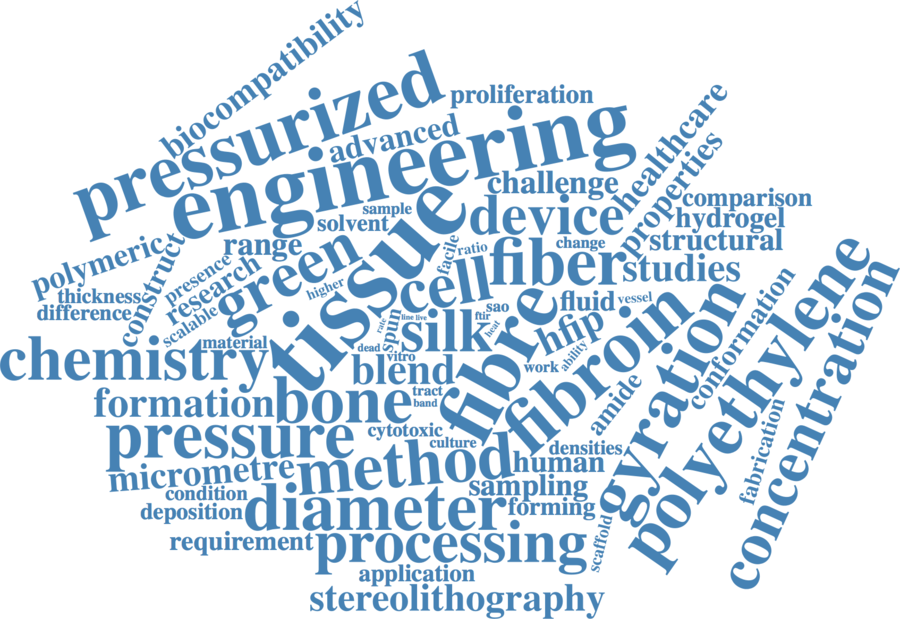 biocompatibility
pressurized
proliferation
advanced
engineering
healthcare
challenge
properties
comparison
sample
solvent
device
hydrogel
polymeric
construct
range
green
tissue
facile
ratio
change
structural
presence
research
higher
cell
fiber
studies
thickness
difference
scalable
material
spun
rate
line
live
silk
sao
ftir
heat
fluid
vessel
hfip
conformation
polyethylene
chemistry
dead
vitro
blend
fibre
work
ability
fibroin
gyration
concentration
formation
bone
tract
band
amide
pressure
cytotoxic
culture
densities
fabrication
micrometre
method
human
condition
sampling
deposition
diameter
forming
scaffold
requirement
processing
application
stereolithography